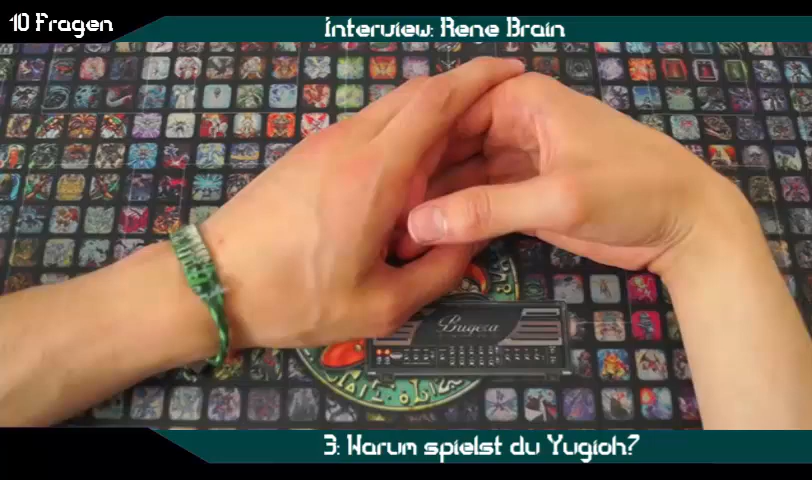 10 Fragen
Interview: Rene Brain
Bugera
3: Warum spielst du Yugioh?